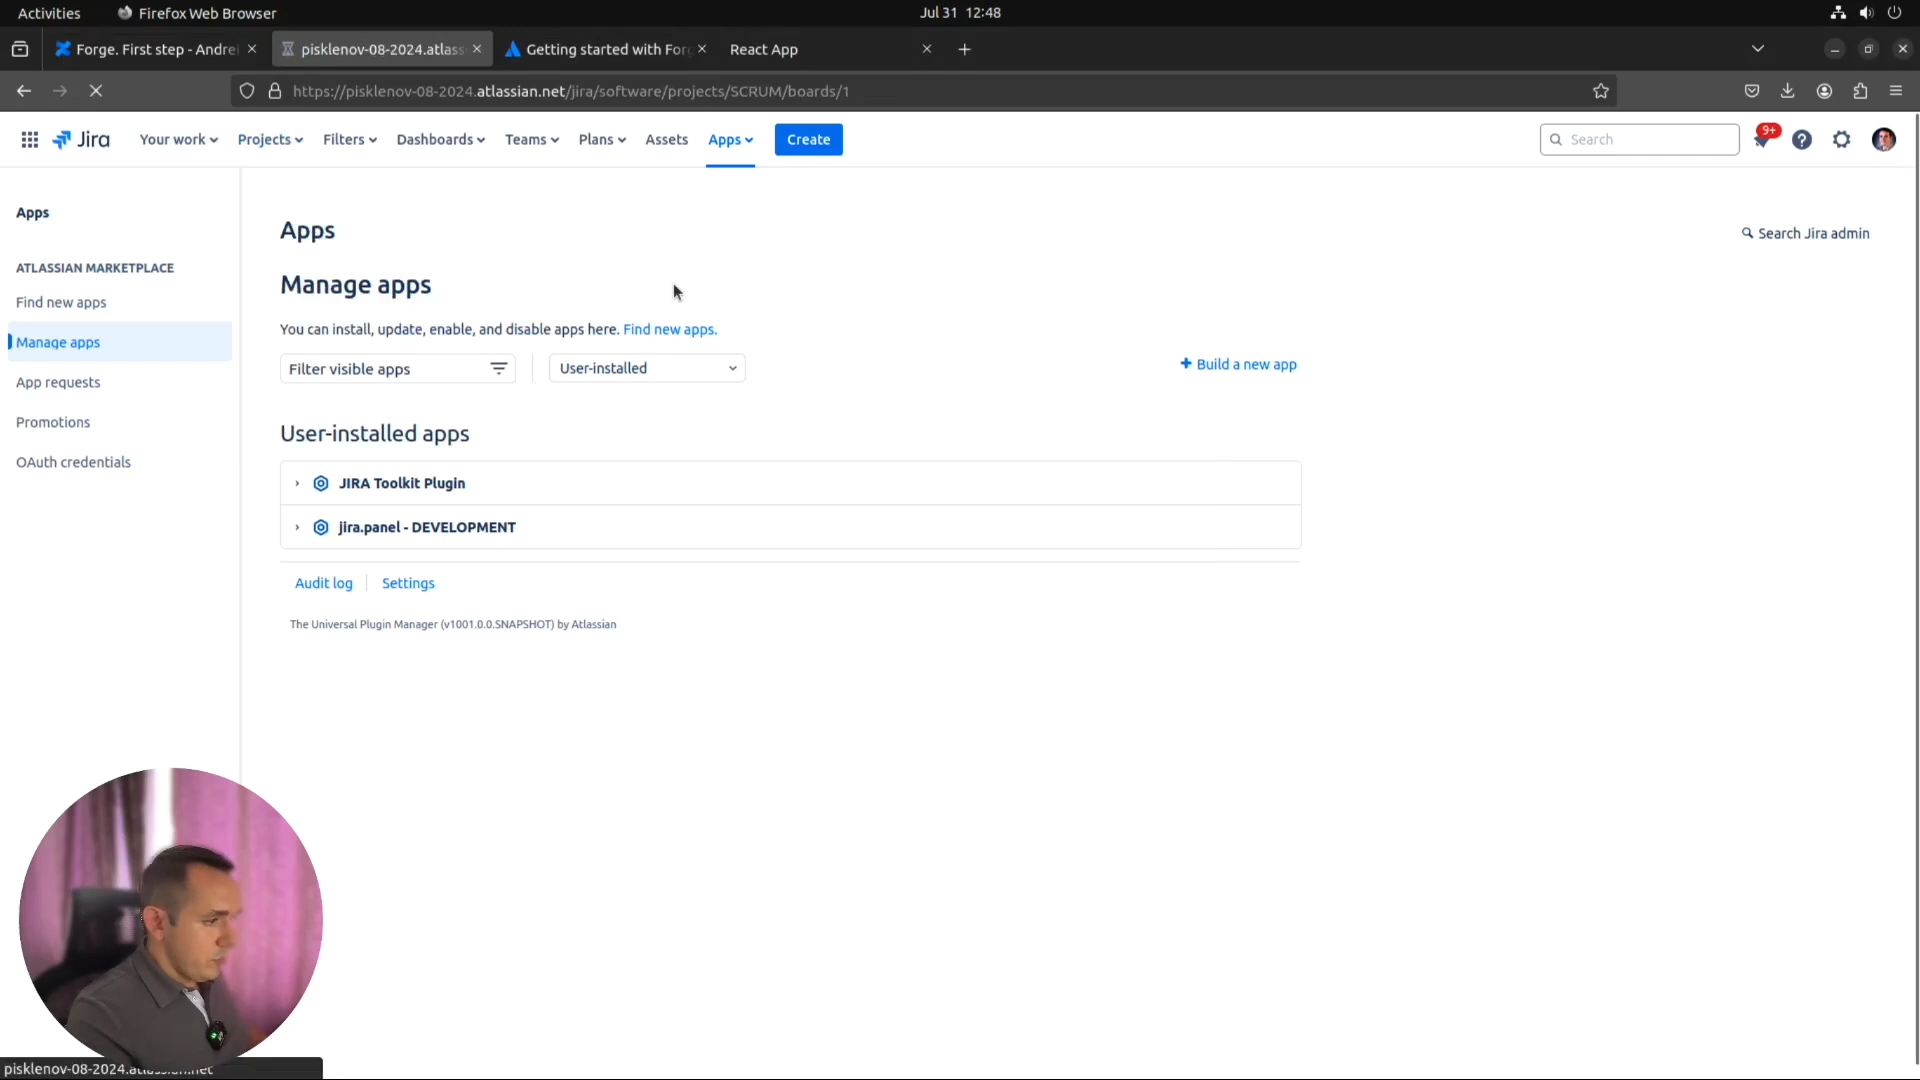 Activities
Firefox Web Browser
Jul 31 12:48
Forge. First step - Andrei
pisklenov-08-2024.atlass
Getting started with Forg
React App
https://pisklenov-08-2024.atlassian.net/jira/software/projects/SCRUM/boards/1
Jira
Your work
Projects
Filters
Dashboards
Teams
Plans
Assets
Apps
Create
Search
9+
Apps
ATLASSIAN MARKETPLACE
Find new apps
Manage apps
App requests
Promotions
OAuth credentials
Apps
Search Jira admin
Manage apps
You can install, update, enable, and disable apps here. Find new apps.
Filter visible apps
User-installed
Build a new app
User-installed apps
JIRA Toolkit Plugin
jira.panel - DEVELOPMENT
Audit log
Settings
The Universal Plugin Manager (v1001.0.0.SNAPSHOT) by Atlassian
pisklenov-08-2024.atlassian.net